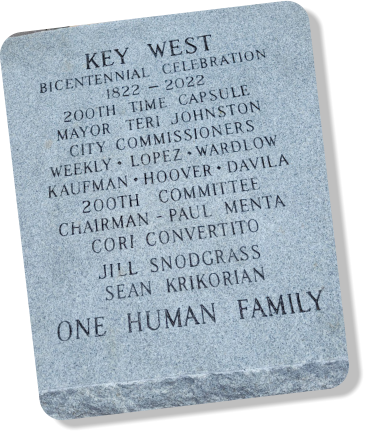 KEY WEST
BICENTENNIAL CELEBRATION
1822 – 2022
200TH TIME CAPSULE
MAYOR TERI JOHNSTON
CITY COMMISSIONERS
WEEKLY · LOPEZ · WARDLOW
KAUFMAN · HOOVER · DAVILA
200TH COMMITTEE
CHAIRMAN - PAUL MENTA
CORI CONVERTITO
JILL SNODGRASS
SEAN KRIKORIAN
ONE HUMAN FAMILY